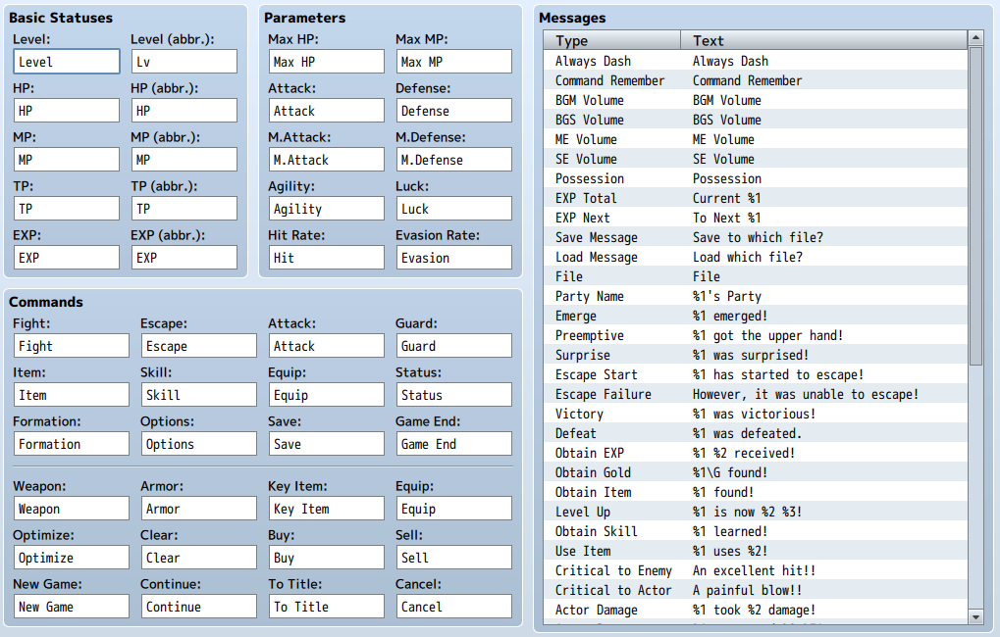 Basic Statuses
Level: Level (abbr.):
Level Lv
HP: HP (abbr.):
HP HP
MP: MP (abbr.):
MP MP
TP: TP (abbr.):
TP TP
EXP: EXP (abbr.):
EXP EXP
Parameters
Max HP: Max MP:
Max HP Max MP
Attack: Defense:
Attack Defense
M.Attack: M.Defense:
M.Attack M.Defense
Agility: Luck:
Agility Luck
Hit Rate: Evasion Rate:
Hit Evasion
Commands
Fight: Escape: Attack: Guard:
Fight Escape Attack Guard
Item: Skill: Equip: Status:
Item Skill Equip Status
Formation: Options: Save: Game End:
Formation Options Save Game End
Weapon: Armor: Key Item: Equip:
Weapon Armor Key Item Equip
Optimize: Clear: Buy: Sell:
Optimize Clear Buy Sell
New Game: Continue: To Title: Cancel:
New Game Continue To Title Cancel
Messages
Type Text
Always Dash Always Dash
Command Remember Command Remember
BGM Volume BGM Volume
BGS Volume BGS Volume
ME Volume ME Volume
SE Volume SE Volume
Possession Possession
EXP Total Current %1
EXP Next To Next %1
Save Message Save to which file?
Load Message Load which file?
File File
Party Name %1's Party
Emerge %1 emerged!
Preemptive %1 got the upper hand!
Surprise %1 was surprised!
Escape Start %1 has started to escape!
Escape Failure However, it was unable to escape!
Victory %1 was victorious!
Defeat %1 was defeated.
Obtain EXP %1 %2 received!
Obtain Gold %1\G found!
Obtain Item %1 found!
Level Up %1 is now %2 %3!
Obtain Skill %1 learned!
Use Item %1 uses %2!
Critical to Enemy An excellent hit!!
Critical to Actor A painful blow!!
Actor Damage %1 took %2 damage!